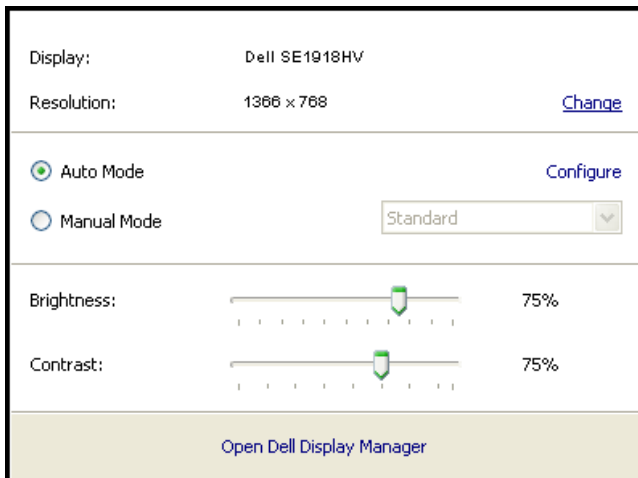 Display: Dell SE1918HV
Resolution: 1366 x 768 Change
Auto Mode Configure
Manual Mode Standard
Brightness: 75%
Contrast: 75%
Open Dell Display Manager